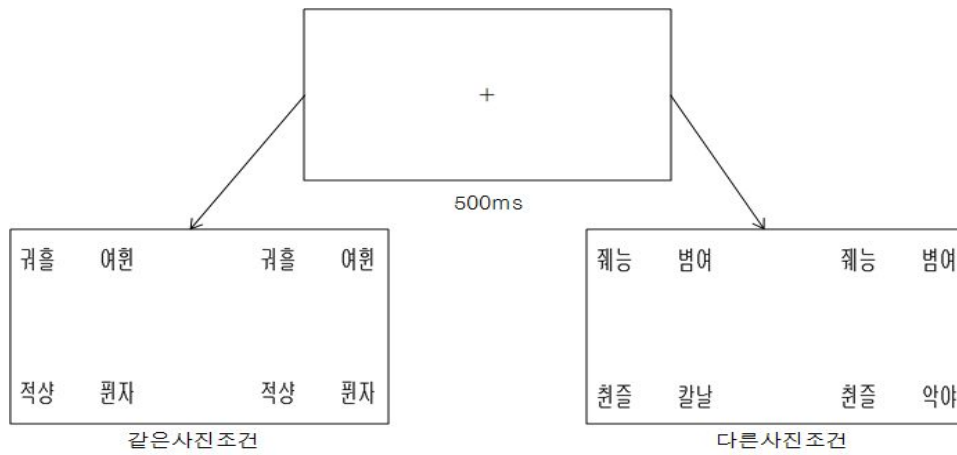 +
500ms
귀흘 여휜 귀흘 여휜
적샹 퓐자 적샹 퓐자
같은사진조건
줴능 볌여 줴능 볌여
췬즐 칼날 췬즐 악야
다른사진조건